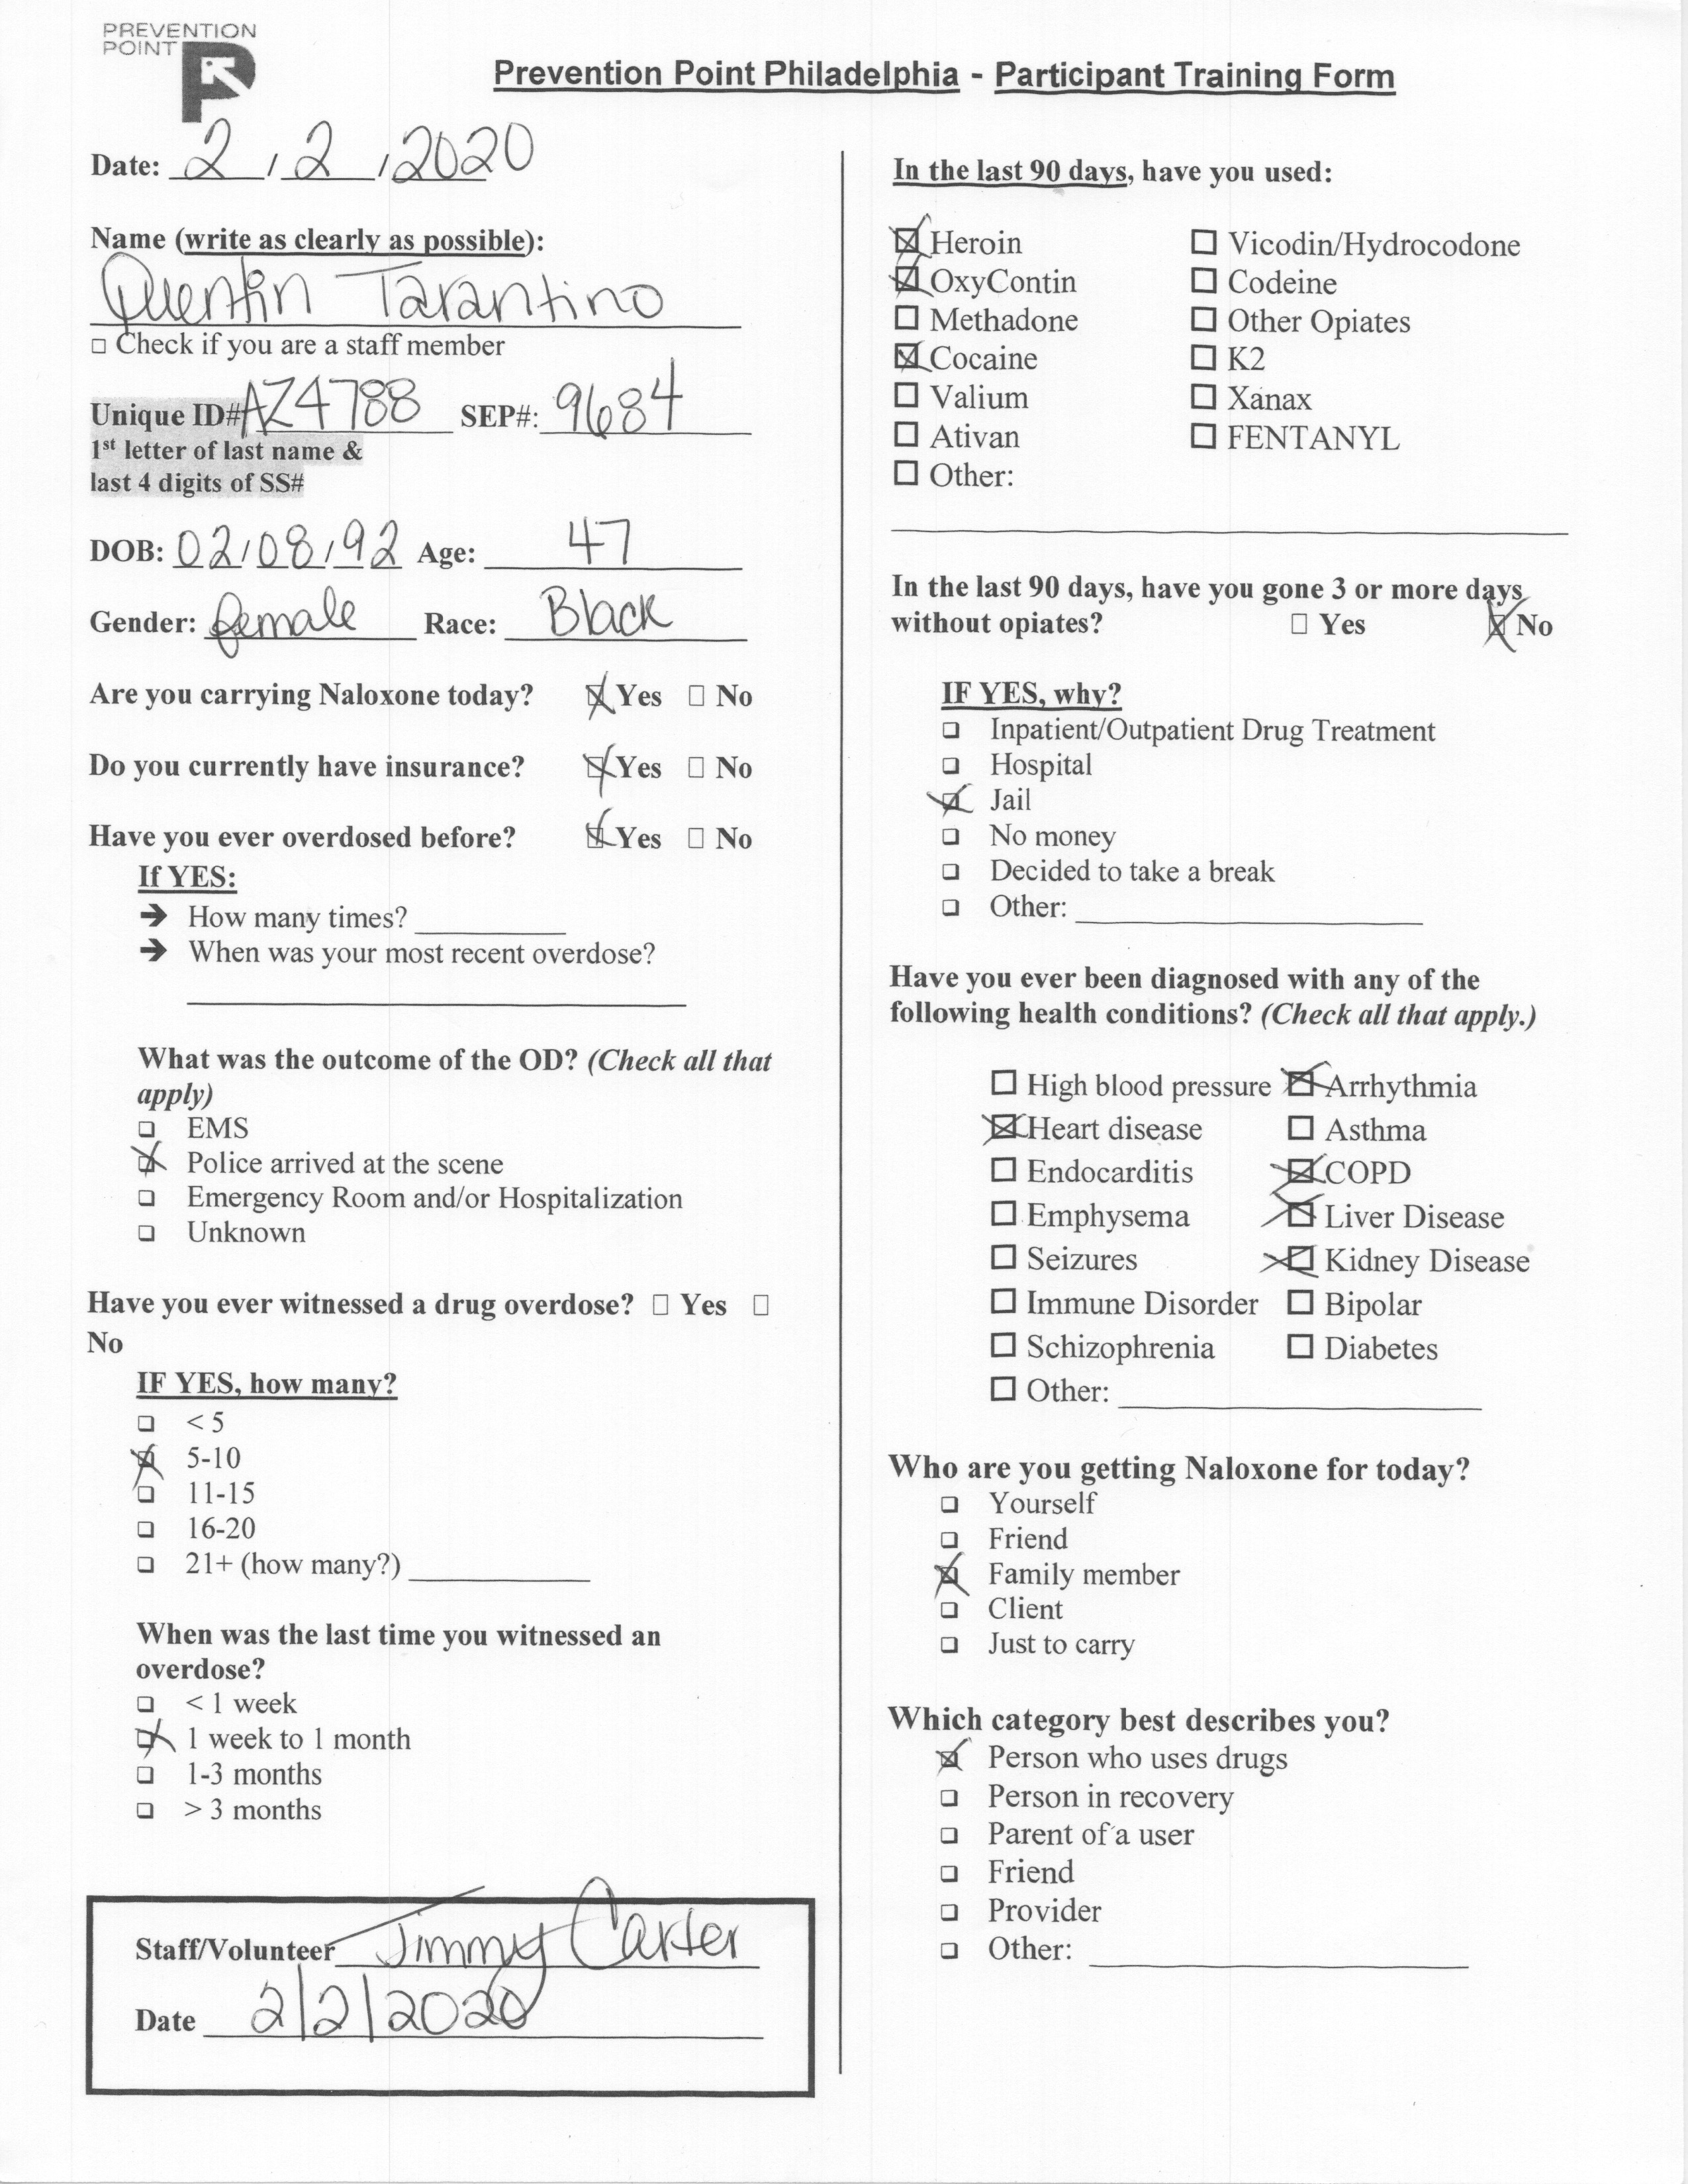 PREVENTION
POINT
Prevention Point Philadelphia - Participant Training Form
Date: 2 / 2 / 2020
Name (write as clearly as possible):
Quentin Tarantino
□ Check if you are a staff member
Unique ID# AZ4788 SEP#: 9684
1st letter of last name &
last 4 digits of SS#
DOB: 02/08/92 Age: 47
Gender: female Race: Black
Are you carrying Naloxone today? ☒ Yes □ No
Do you currently have insurance? ☒ Yes □ No
Have you ever overdosed before? ☒ Yes □ No
If YES:
➔ How many times?
➔ When was your most recent overdose?
What was the outcome of the OD? (Check all that
apply)
□ EMS
☒ Police arrived at the scene
□ Emergency Room and/or Hospitalization
□ Unknown
Have you ever witnessed a drug overdose? □ Yes □
No
IF YES, how many?
□ < 5
☒ 5-10
□ 11-15
□ 16-20
□ 21+ (how many?)
When was the last time you witnessed an
overdose?
□ < 1 week
☒ 1 week to 1 month
□ 1-3 months
□ > 3 months
Staff/Volunteer Jimmy Carter
Date 2/2/2020
In the last 90 days, have you used:
☒ Heroin □ Vicodin/Hydrocodone
☒ OxyContin □ Codeine
□ Methadone □ Other Opiates
☒ Cocaine □ K2
□ Valium □ Xanax
□ Ativan □ FENTANYL
□ Other:
In the last 90 days, have you gone 3 or more days
without opiates? □ Yes ☒ No
IF YES, why?
□ Inpatient/Outpatient Drug Treatment
□ Hospital
☒ Jail
□ No money
□ Decided to take a break
□ Other:
Have you ever been diagnosed with any of the
following health conditions? (Check all that apply.)
□ High blood pressure ☒ Arrhythmia
☒ Heart disease □ Asthma
□ Endocarditis ☒ COPD
□ Emphysema ☒ Liver Disease
□ Seizures ☒ Kidney Disease
□ Immune Disorder □ Bipolar
□ Schizophrenia □ Diabetes
□ Other:
Who are you getting Naloxone for today?
□ Yourself
□ Friend
☒ Family member
□ Client
□ Just to carry
Which category best describes you?
☒ Person who uses drugs
□ Person in recovery
□ Parent of a user
□ Friend
□ Provider
□ Other: